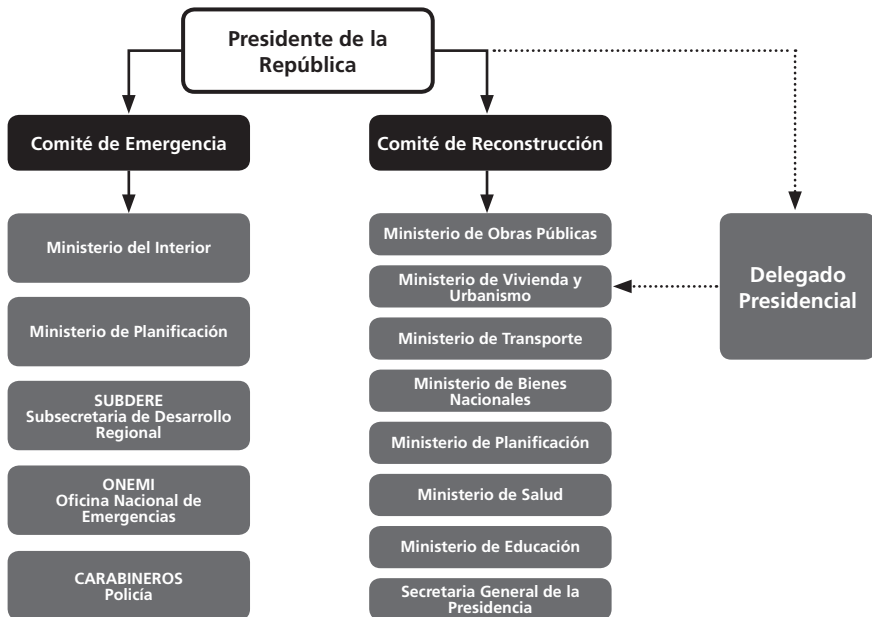 Presidente de la
República
Comité de Emergencia
Ministerio del Interior
Ministerio de Planificación
SUBDERE
Subsecretaria de Desarrollo
Regional
ONEMI
Oficina Nacional de
Emergencias
CARABINEROS
Policía
Comité de Reconstrucción
Ministerio de Obras Públicas
Ministerio de Vivienda y
Urbanismo
Ministerio de Transporte
Ministerio de Bienes
Nacionales
Ministerio de Planificación
Ministerio de Salud
Ministerio de Educación
Secretaria General de la
Presidencia
Delegado
Presidencial